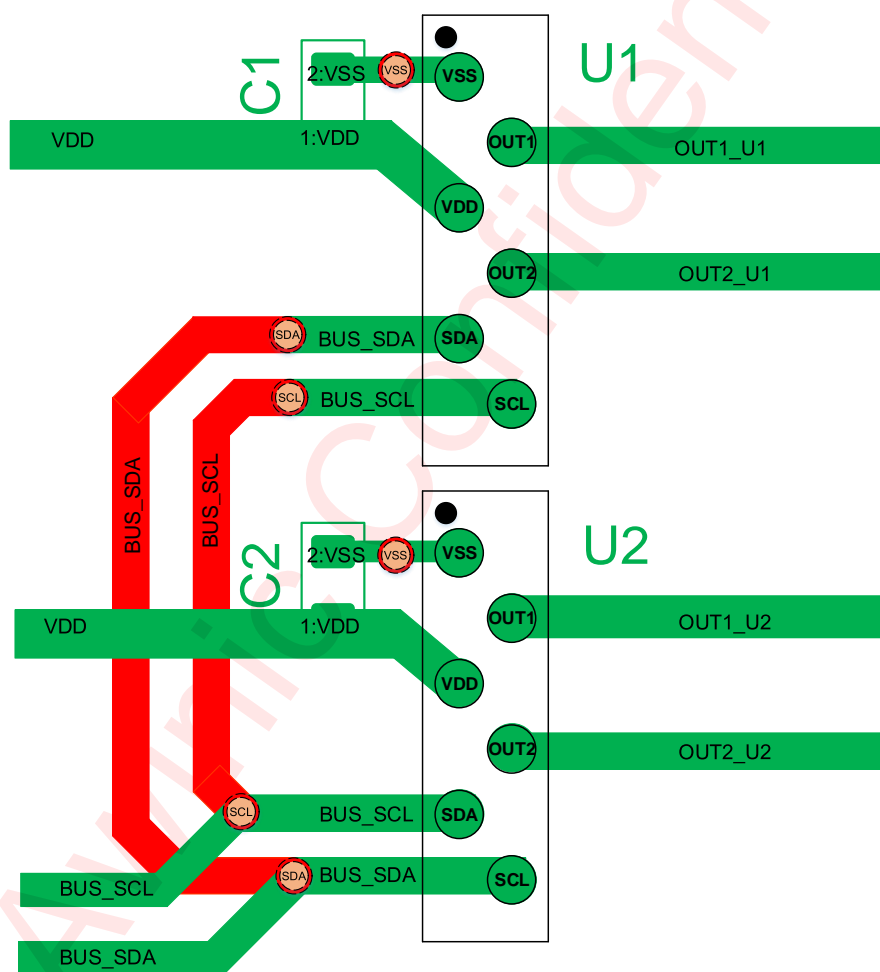 C1
2:VSS
VSS
VSS
U1
VDD
1:VDD
OUT1
OUT1_U1
VDD
OUT2
OUT2_U1
SDA
BUS_SDA
SDA
SCL
BUS_SCL
SCL
BUS_SDA
BUS_SCL
C2
2:VSS
VSS
VSS
U2
VDD
1:VDD
OUT1
OUT1_U2
VDD
OUT2
OUT2_U2
SCL
BUS_SCL
SDA
SDA
BUS_SDA
SCL
BUS_SCL
BUS_SDA
Awinic Confiden